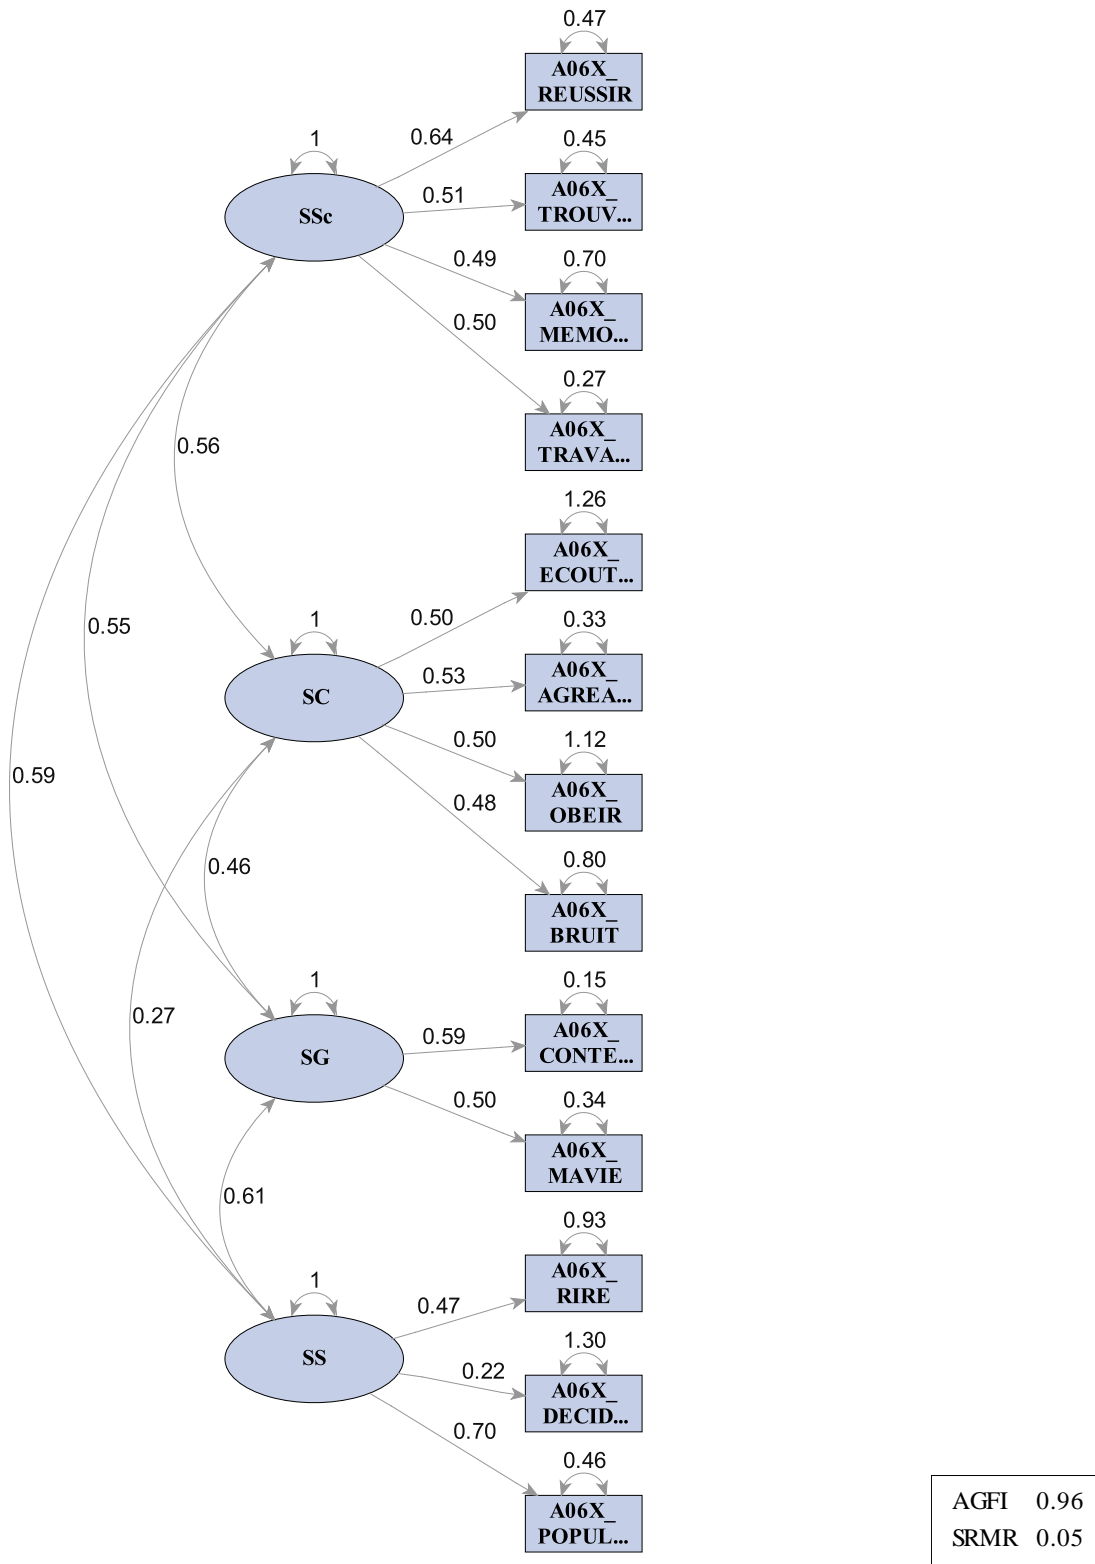 0.47
A06X_
REUSSIR
0.64
1
0.45
A06X_
TROUV...
0.51
SSc
0.49
0.70
A06X_
MEMO...
0.50
0.27
A06X_
TRAVA...
0.56
1.26
A06X_
ECOUT...
0.55
0.50
1
0.33
A06X_
AGREA...
0.53
SC
0.50
1.12
A06X_
OBEIR
0.59
0.48
0.80
A06X_
BRUIT
0.46
1
0.15
A06X_
CONTE...
0.27
0.59
SG
0.50
0.34
A06X_
MAVIE
0.61
0.93
A06X_
RIRE
1
0.47
1.30
A06X_
DECID...
SS
0.22
0.70
0.46
A06X_
POPUL...
AGFI 0.96
SRMR 0.05